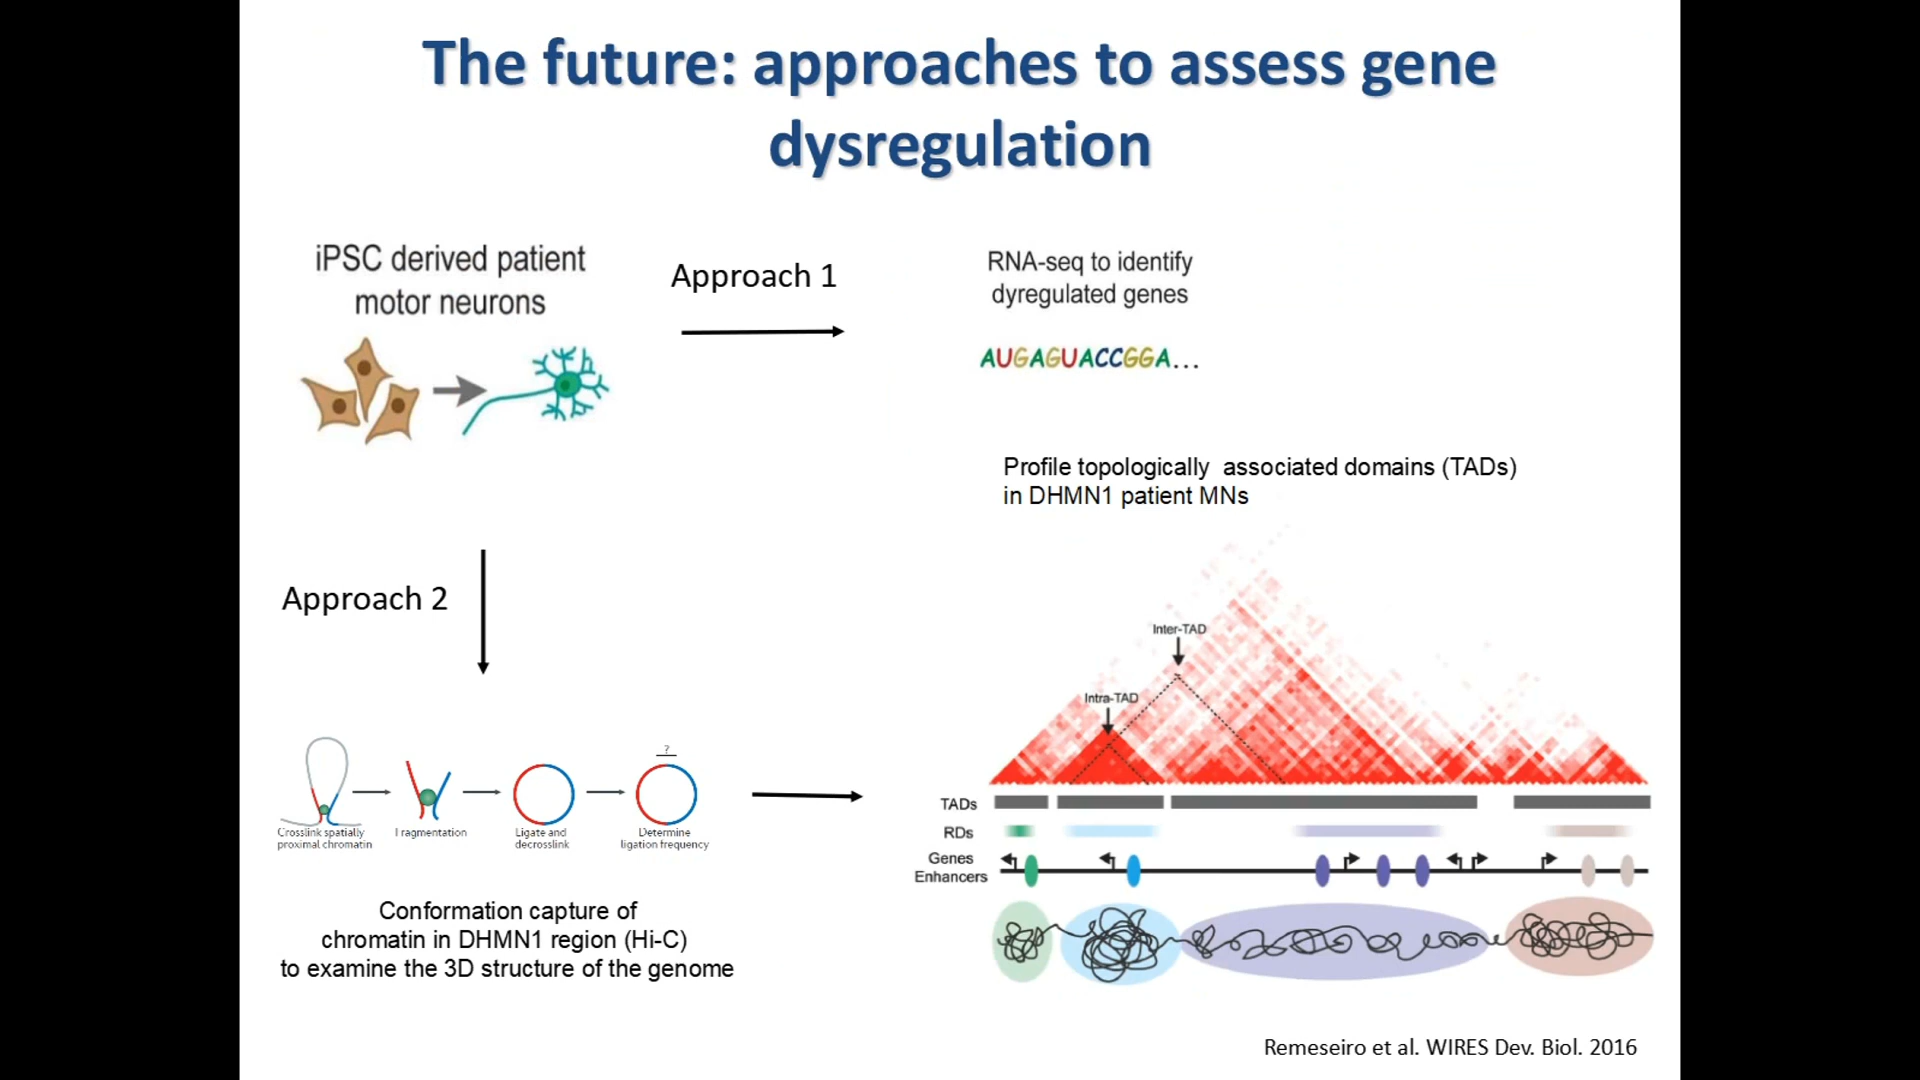 The future: approaches to assess gene
dysregulation
iPSC derived patient
motor neurons
Approach 1
RNA-seq to identify
dyregulated genes
AUGAGUACCGGA...
Profile topologically associated domains (TADs)
in DHMN1 patient MNs
Approach 2
Inter-TAD
Intra-TAD
?
Crosslink spatially
proximal chromatin
Fragmentation
Ligate and
decrosslink
Determine
ligation frequency
TADs
RDs
Genes
Enhancers
Conformation capture of
chromatin in DHMN1 region (Hi-C)
to examine the 3D structure of the genome
Remeseiro et al. WIRES Dev. Biol. 2016